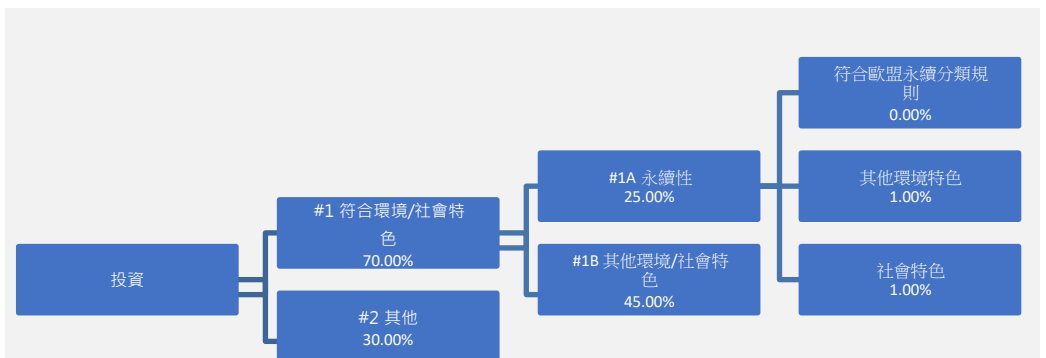 投資
#1 符合環境/社會特
色
70.00%
#2 其他
30.00%
#1A 永續性
25.00%
#1B 其他環境/社會特
色
45.00%
符合歐盟永續分類規
則
0.00%
其他環境特色
1.00%
社會特色
1.00%